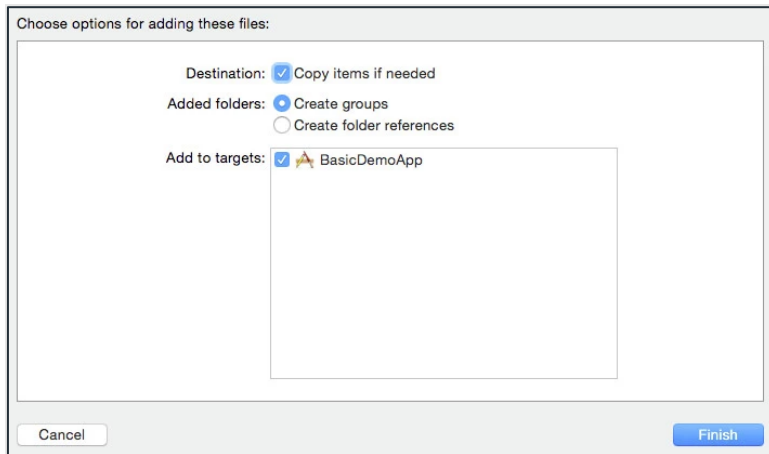 Choose options for adding these files:
Destination: Copy items if needed
Added folders: Create groups
Create folder references
Add to targets: BasicDemoApp
Cancel Finish